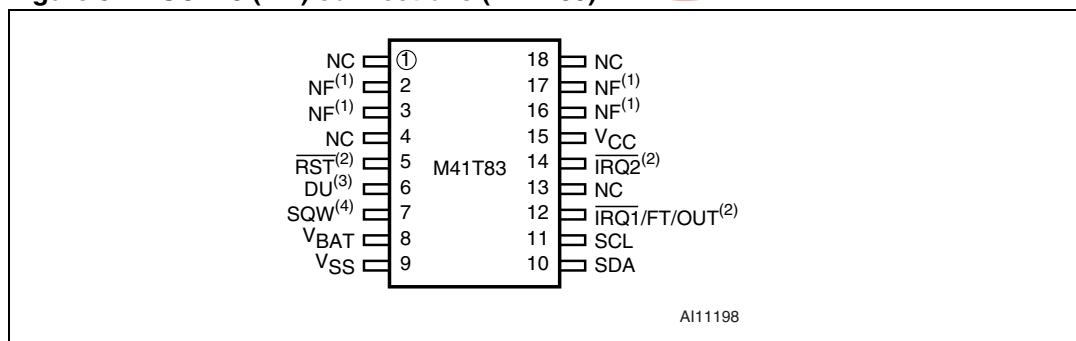 NC 1 18 NC
NF(1) 2 17 NF(1)
NF(1) 3 16 NF(1)
NC 4 15 VCC
RST(2) 5 M41T83 14 IRQ2(2)
DU(3) 6 13 NC
SQW(4) 7 12 IRQ1/FT/OUT(2)
VBAT 8 11 SCL
VSS 9 10 SDA
AI11198